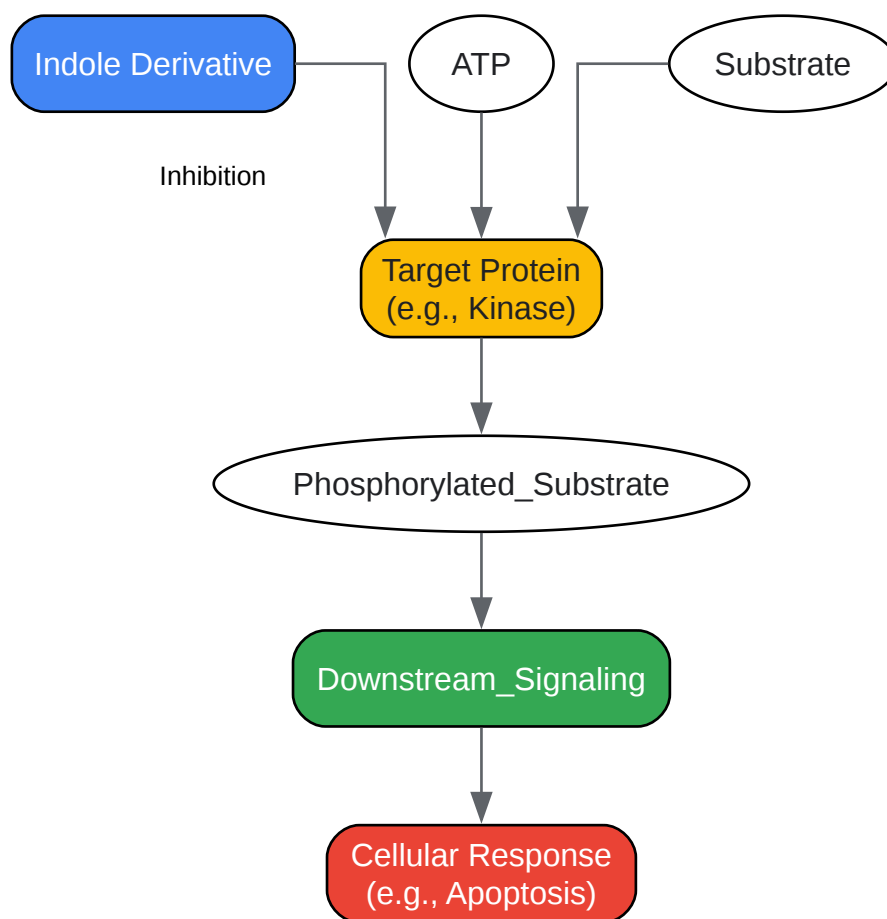 Indole Derivative
ATP
Substrate
Inhibition
Target Protein
(e.g., Kinase)
Phosphorylated_Substrate
Downstream_Signaling
Cellular Response
(e.g., Apoptosis)